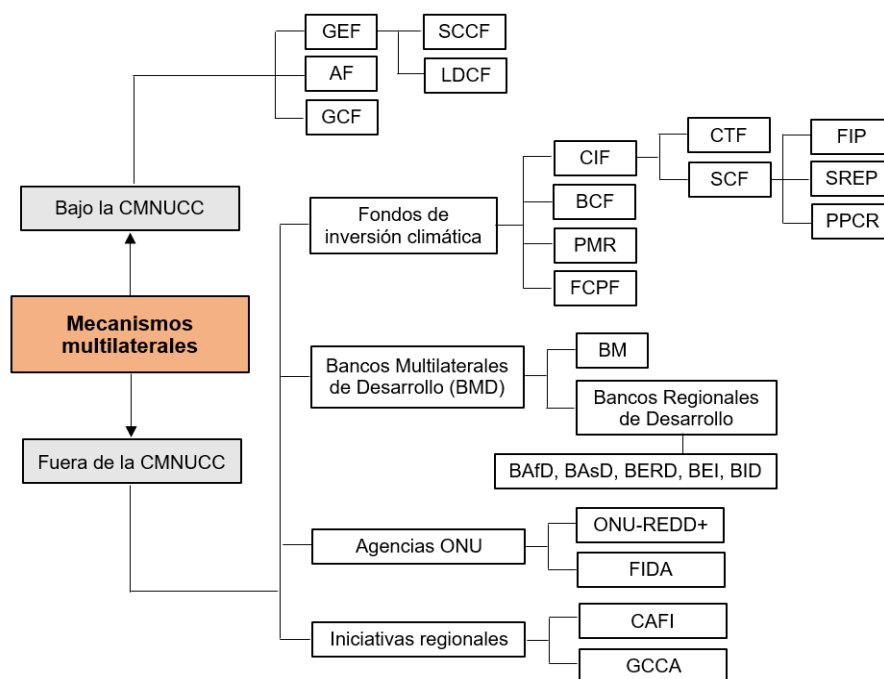 GEF
SCCF
AF
LDCF
GCF
CTF
FIP
CIF
SCF
SREP
Bajo la CMNUCC
Fondos de
inversión climática
BCF
PPCR
PMR
FCPF
Mecanismos
multilaterales
BM
Bancos Multilaterales
de Desarrollo (BMD)
Bancos Regionales
de Desarrollo
Fuera de la CMNUCC
BAfD, BAsD, BERD, BEI, BID
ONU-REDD+
Agencias ONU
FIDA
CAFI
Iniciativas regionales
GCCA